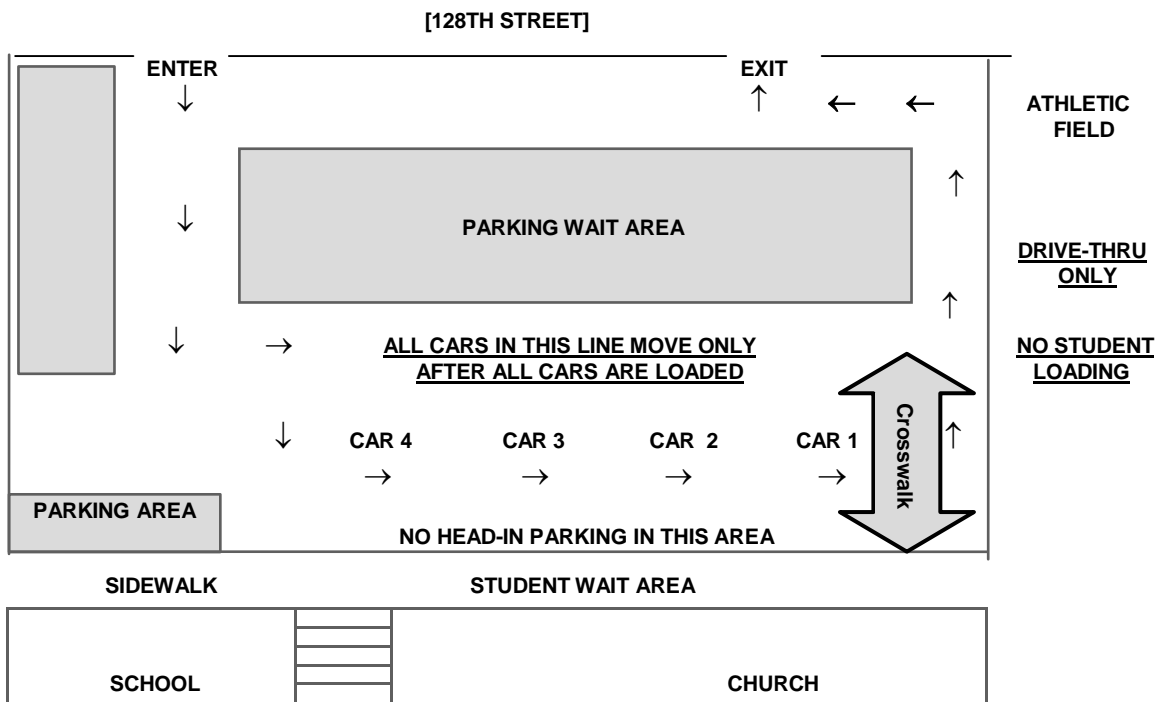 [128TH STREET]
ENTER
EXIT
ATHLETIC
FIELD
PARKING WAIT AREA
DRIVE-THRU
ONLY
ALL CARS IN THIS LINE MOVE ONLY
AFTER ALL CARS ARE LOADED
NO STUDENT
LOADING
Crosswalk
CAR 4
CAR 3
CAR 2
CAR 1
PARKING AREA
NO HEAD-IN PARKING IN THIS AREA
SIDEWALK
STUDENT WAIT AREA
SCHOOL
CHURCH